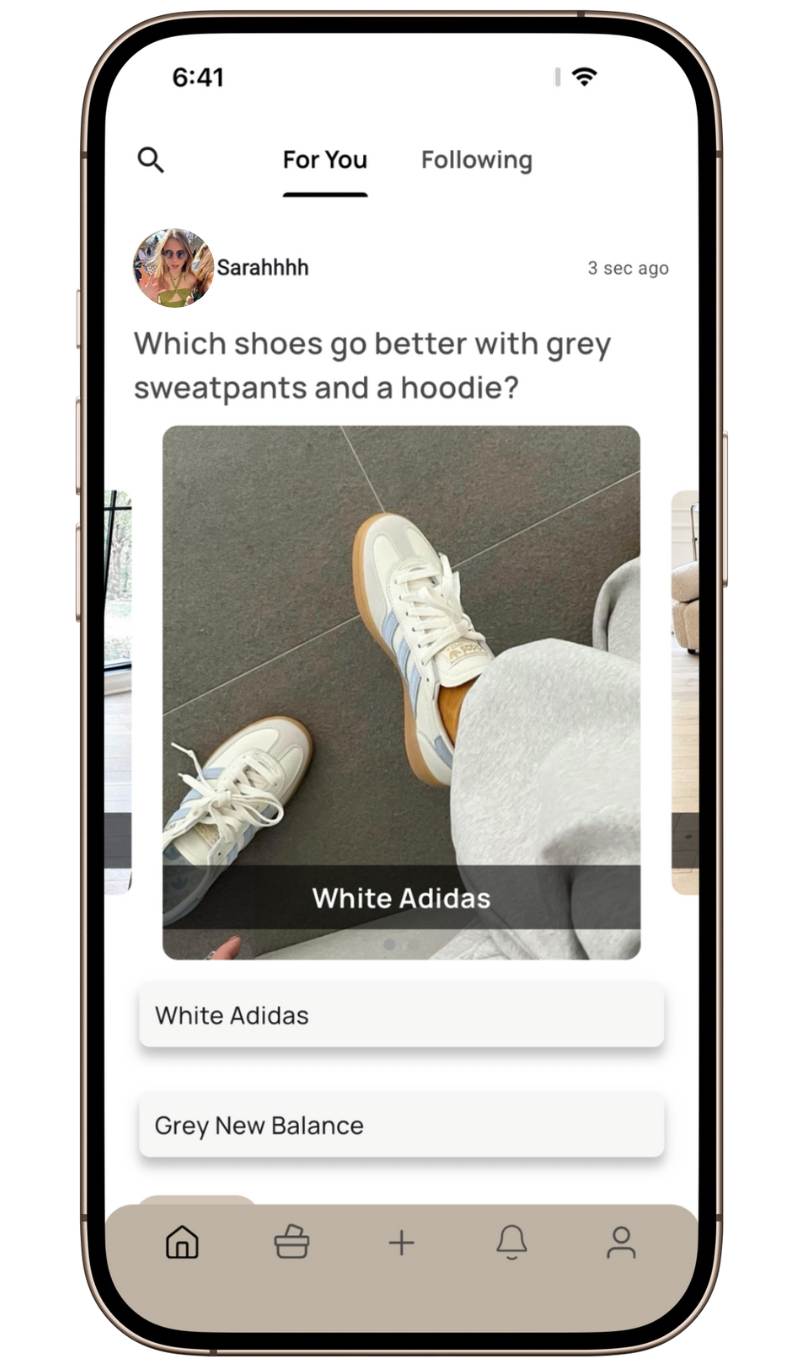 6:41
For You
Following
Sarahhhh
3 sec ago
Which shoes go better with grey
sweatpants and a hoodie?
White Adidas
White Adidas
Grey New Balance